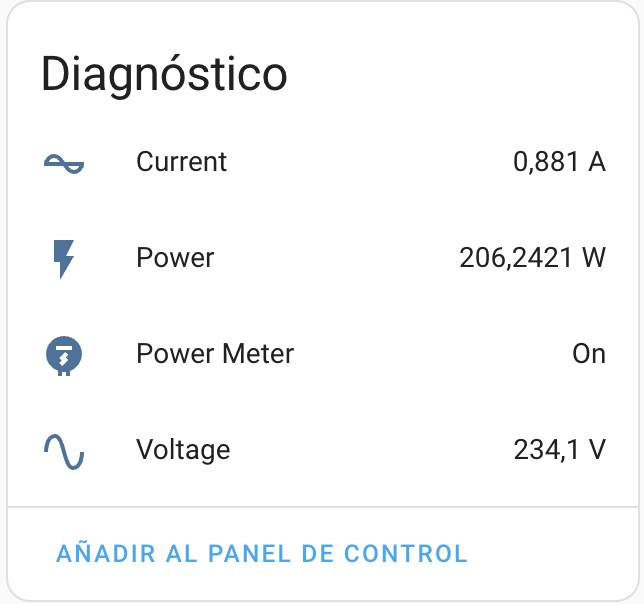 Diagnóstico
Current 0,881 A
Power 206,2421 W
Power Meter On
Voltage 234,1 V
AÑADIR AL PANEL DE CONTROL